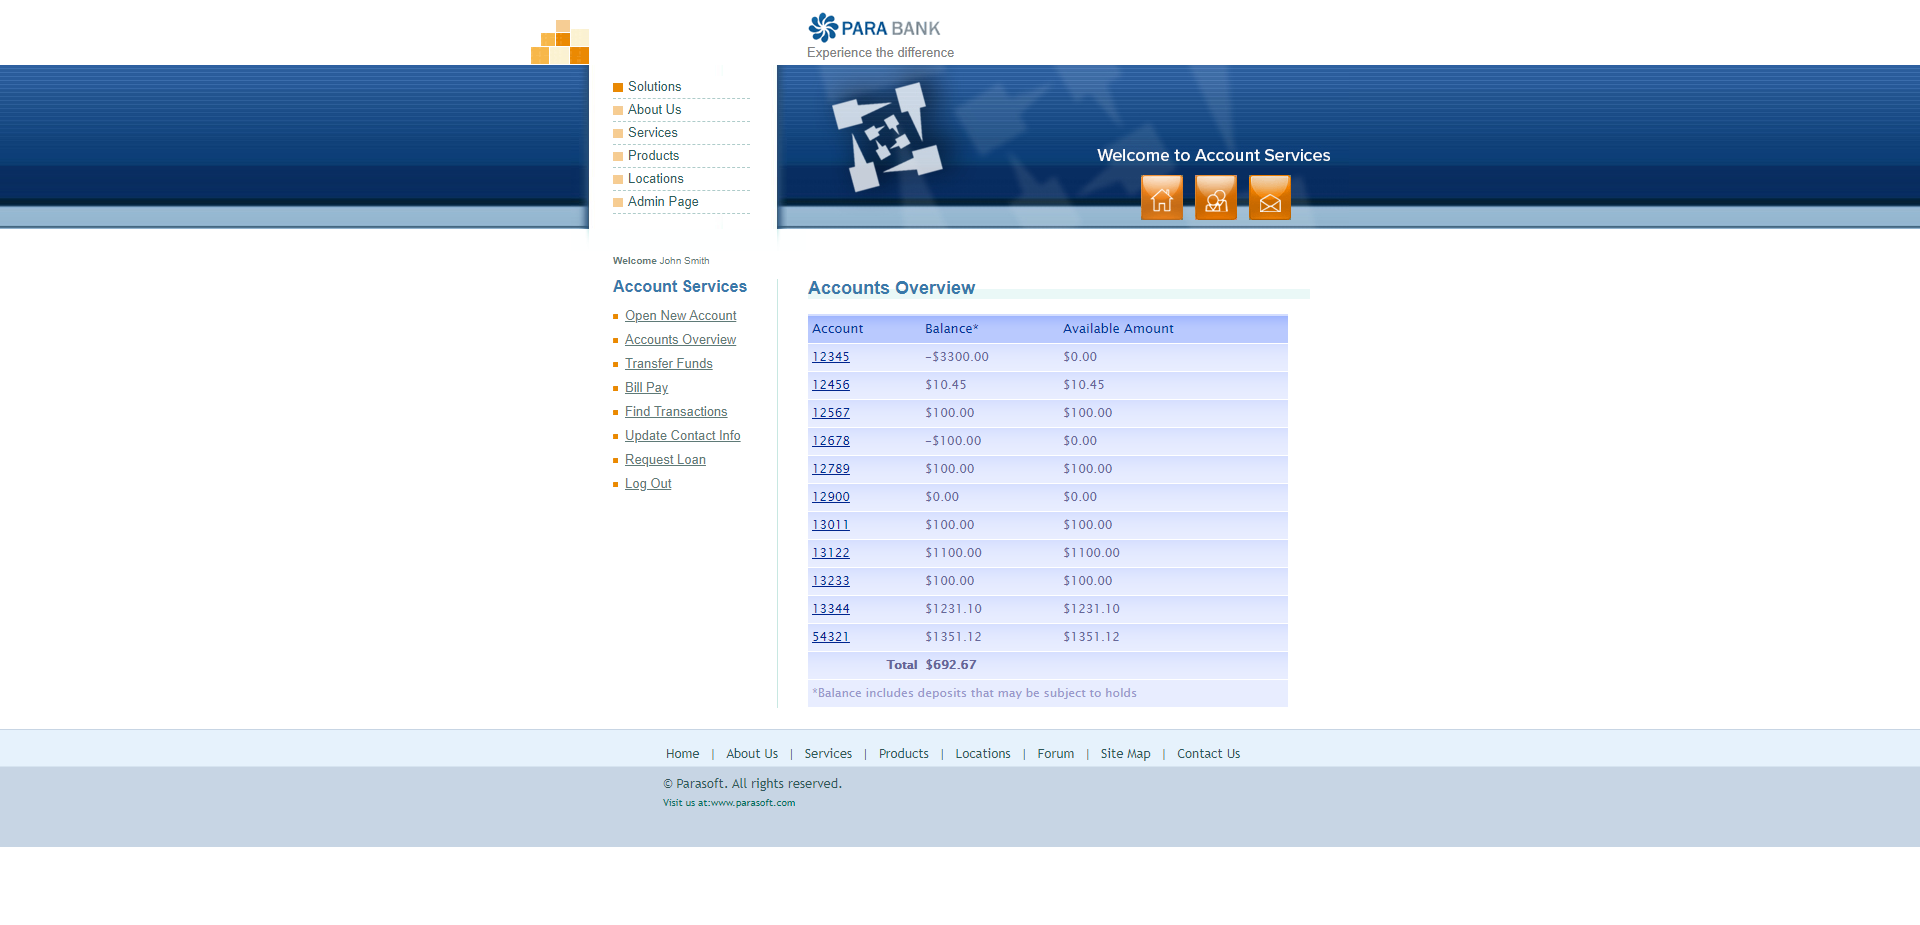 PARA BANK
Experience the difference
Solutions
About Us
Services
Products
Locations
Admin Page
Welcome to Account Services
Welcome John Smith
Account Services
Open New Account
Accounts Overview
Transfer Funds
Bill Pay
Find Transactions
Update Contact Info
Request Loan
Log Out
Accounts Overview
Account Balance* Available Amount
12345 -$3300.00 $0.00
12456 $10.45 $10.45
12567 $100.00 $100.00
12678 -$100.00 $0.00
12789 $100.00 $100.00
12900 $0.00 $0.00
13011 $100.00 $100.00
13122 $1100.00 $1100.00
13233 $100.00 $100.00
13344 $1231.10 $1231.10
54321 $1351.12 $1351.12
Total $692.67
*Balance includes deposits that may be subject to holds
Home | About Us | Services | Products | Locations | Forum | Site Map | Contact Us
© Parasoft. All rights reserved.
Visit us at:www.parasoft.com